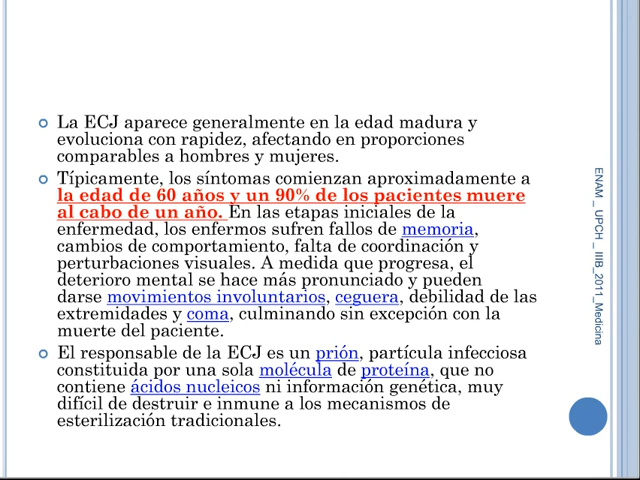 La ECJ aparece generalmente en la edad madura y
evoluciona con rapidez, afectando en proporciones
comparables a hombres y mujeres.
Típicamente, los síntomas comienzan aproximadamente a
la edad de 60 años y un 90% de los pacientes muere
al cabo de un año. En las etapas iniciales de la
enfermedad, los enfermos sufren fallos de memoria,
cambios de comportamiento, falta de coordinación y
perturbaciones visuales. A medida que progresa, el
deterioro mental se hace más pronunciado y pueden
darse movimientos involuntarios, ceguera, debilidad de las
extremidades y coma, culminando sin excepción con la
muerte del paciente.
El responsable de la ECJ es un prión, partícula infecciosa
constituida por una sola molécula de proteína, que no
contiene ácidos nucleicos ni información genética, muy
difícil de destruir e inmune a los mecanismos de
esterilización tradicionales.
ENAM _ UPCH _ IIIB_2011_Medicina